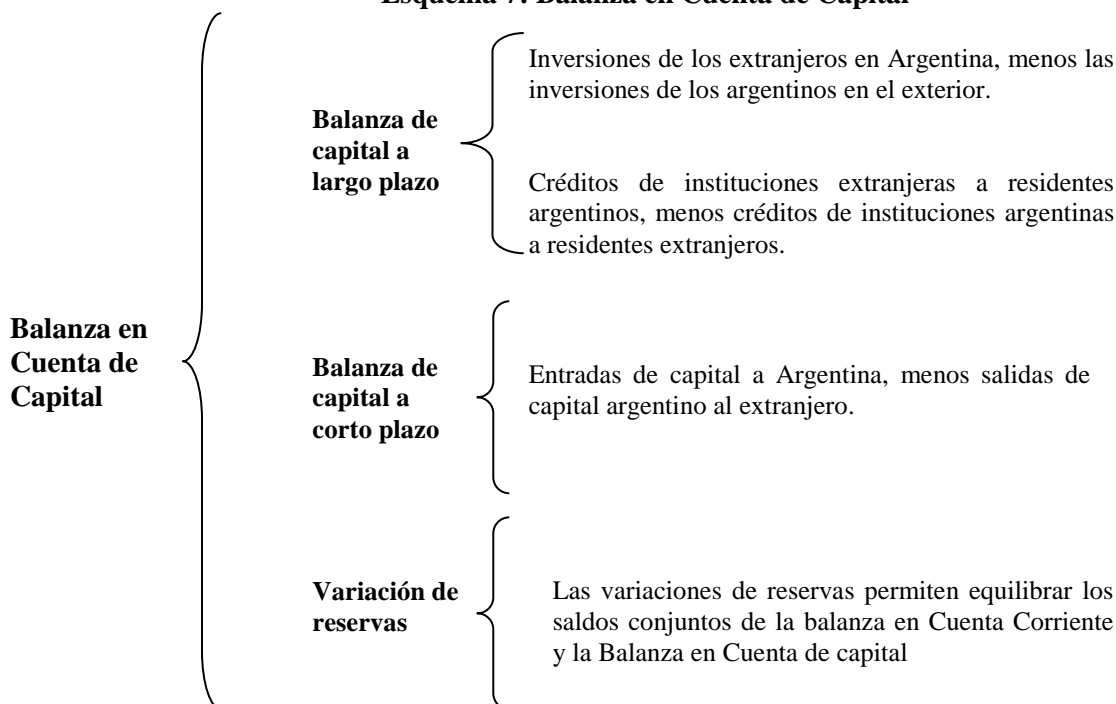 Esquema 7: Balanza en Cuenta de Capital
Inversiones de los extranjeros en Argentina, menos las
inversiones de los argentinos en el exterior.
Balanza de
capital a
largo plazo
Créditos de instituciones extranjeras a residentes
argentinos, menos créditos de instituciones argentinas
a residentes extranjeros.
Balanza en
Cuenta de
Capital
Balanza de
capital a
corto plazo
Entradas de capital a Argentina, menos salidas de
capital argentino al extranjero.
Variación de
reservas
Las variaciones de reservas permiten equilibrar los
saldos conjuntos de la balanza en Cuenta Corriente
y la Balanza en Cuenta de capital